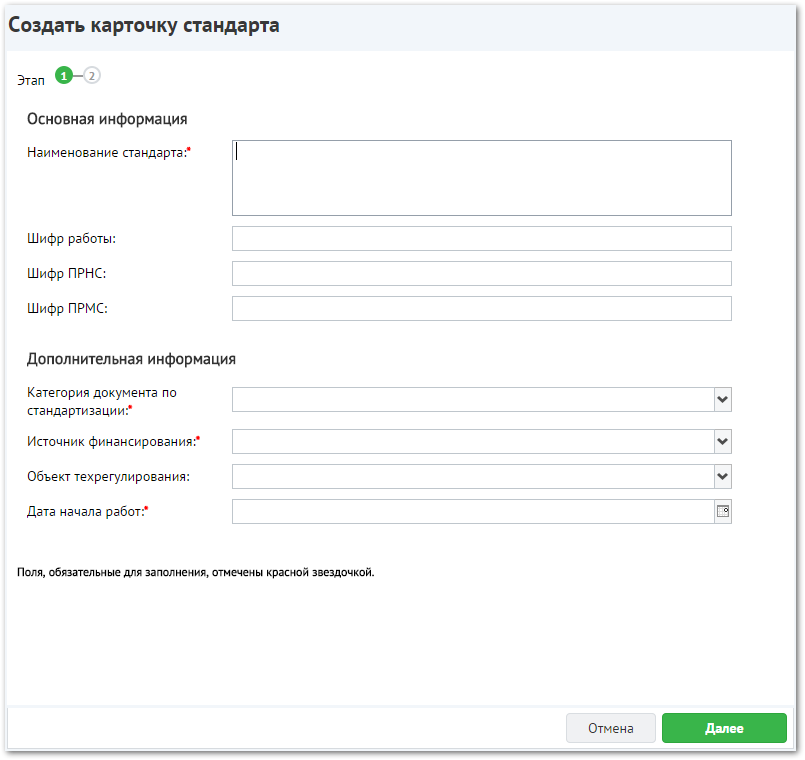 Создать карточку стандарта
Этап 1 2
Основная информация
Наименование стандарта:*
Шифр работы:
Шифр ПРНС:
Шифр ПРМС:
Дополнительная информация
Категория документа по
стандартизации:*
Источник финансирования:*
Объект техрегулирования:
Дата начала работ:*
Поля, обязательные для заполнения, отмечены красной звездочкой.
Отмена Далее